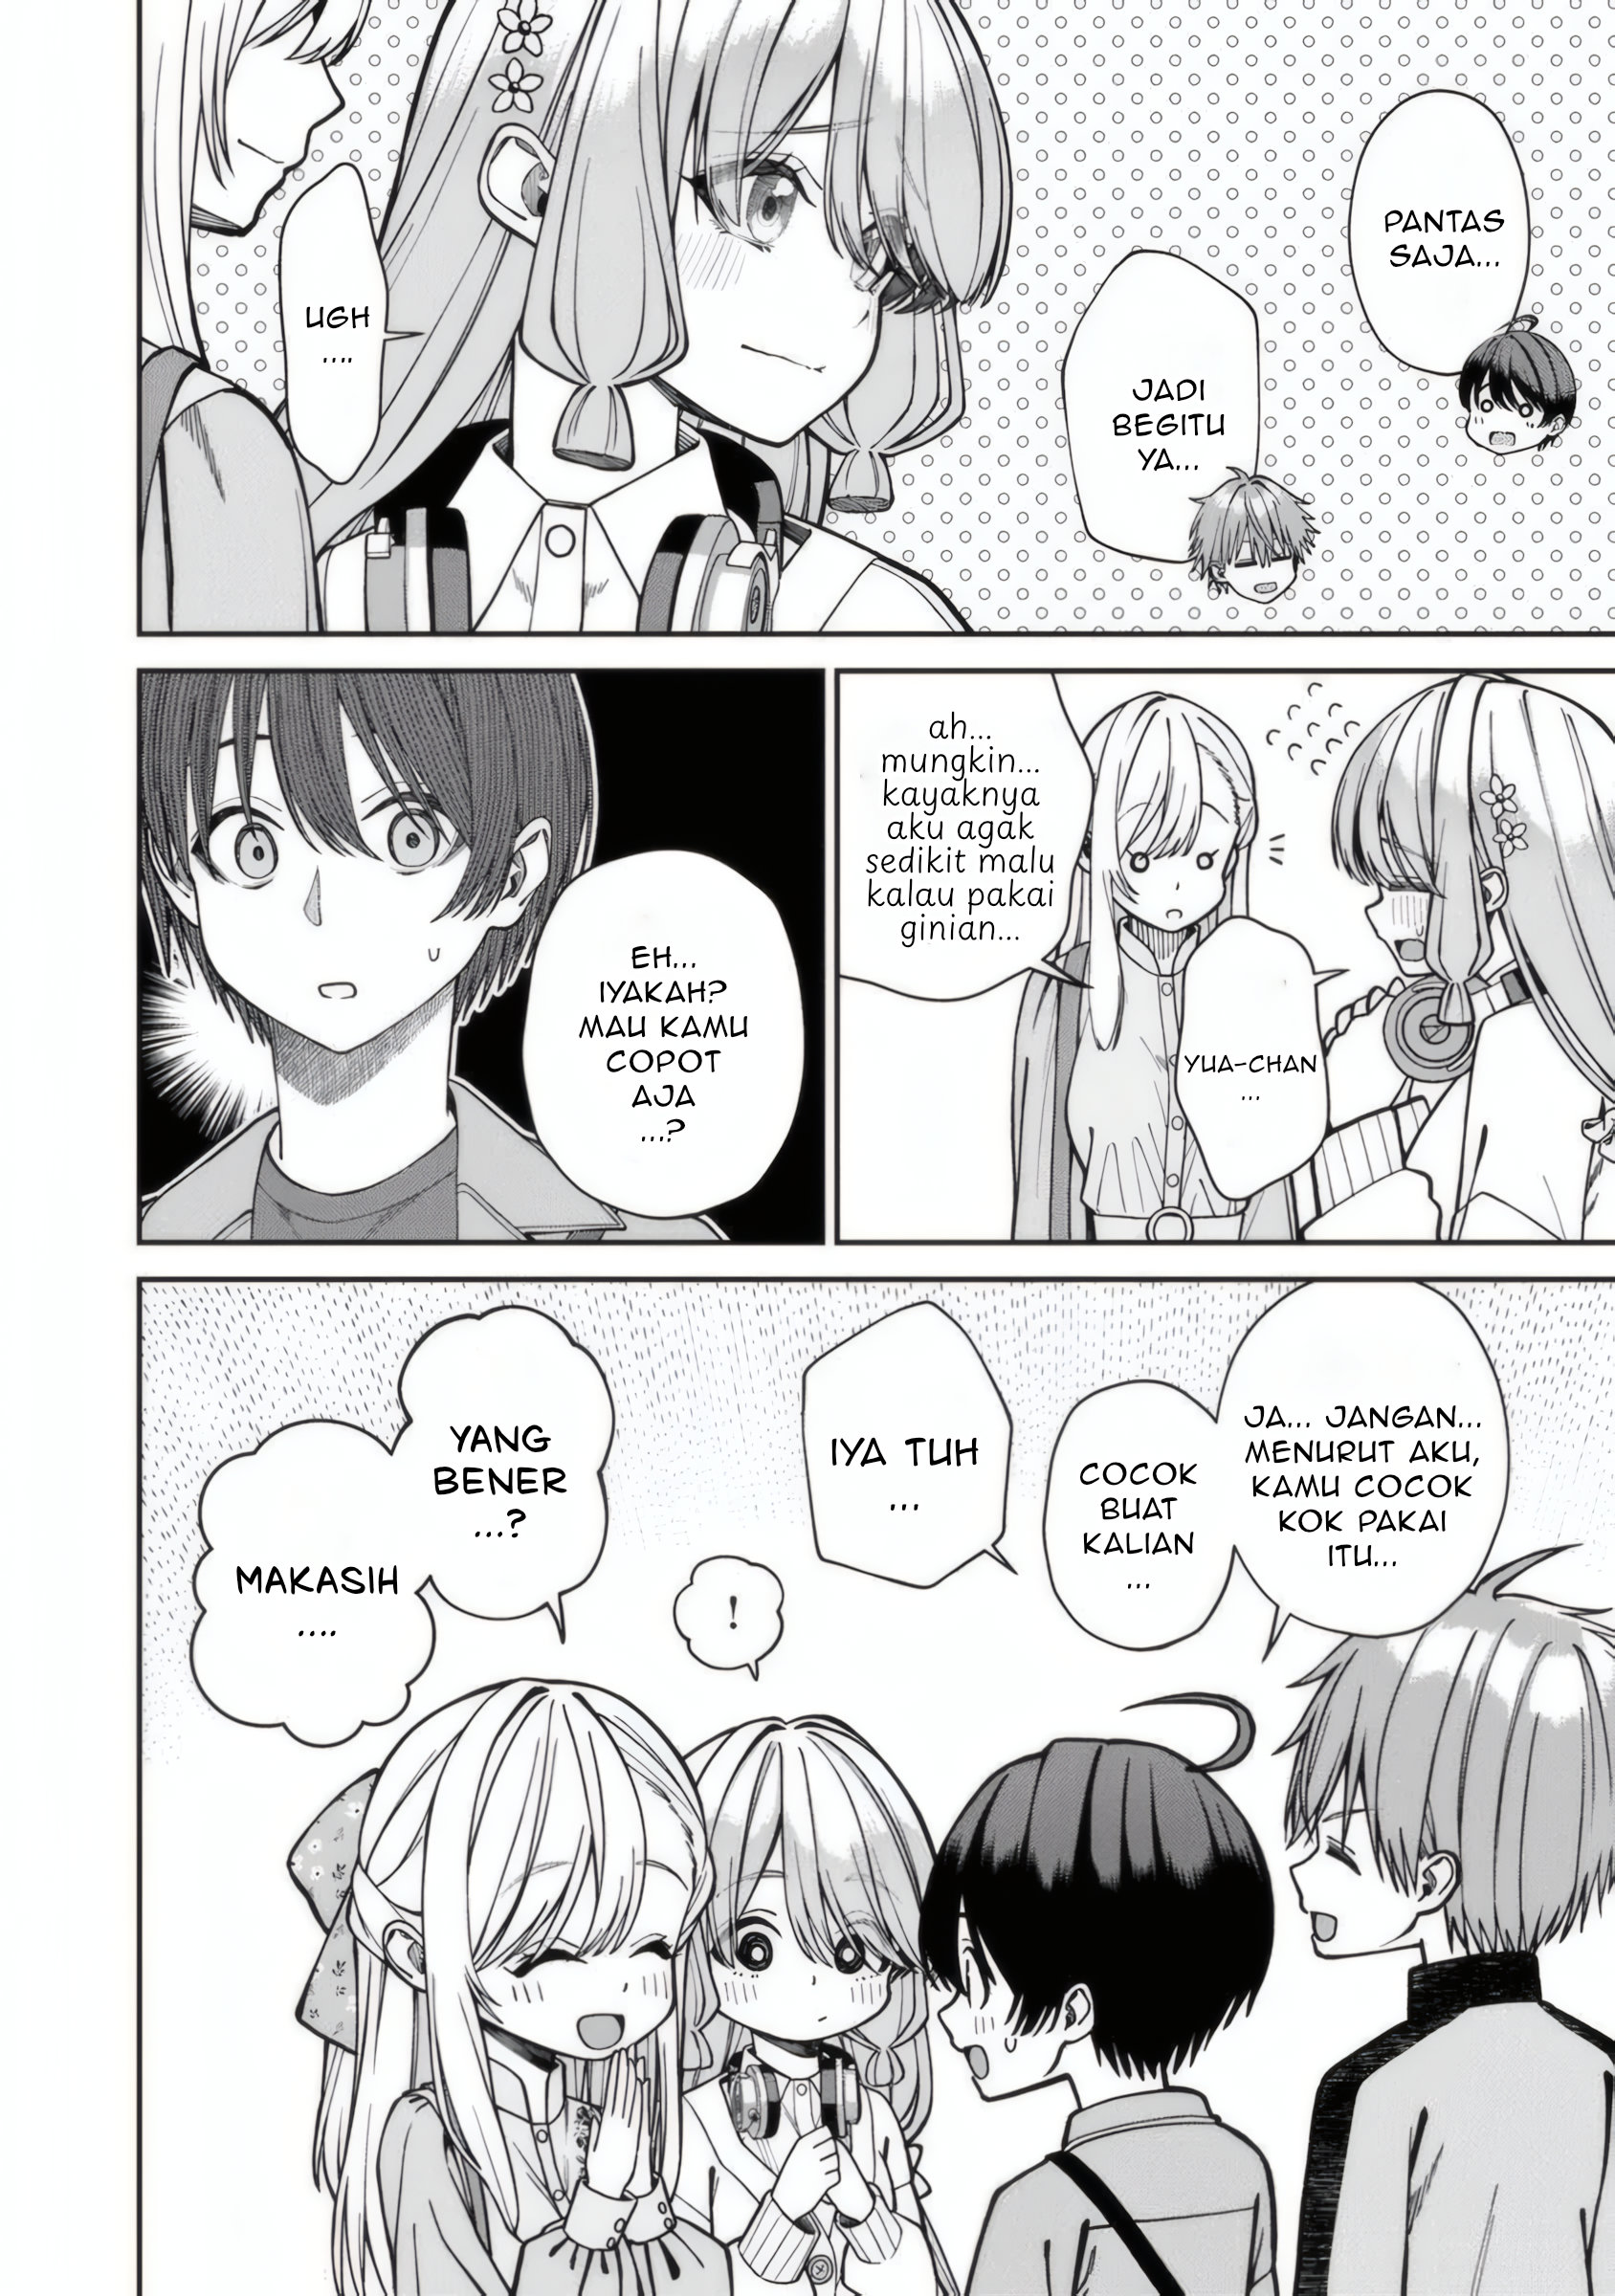 PANTAS
SAJA...
JADI
BEGITU
YA...
UGH
....
ah...
mungkin...
kayaknya
aku agak
sedikit malu
kalau pakai
ginian...
YUA-CHAN
...
EH...
IYAKAH?
MAU KAMU
COPOT
AJA
...?
JA... JANGAN...
MENURUT AKU,
KAMU COCOK
KOK PAKAI
ITU...
COCOK
BUAT
KALIAN
...
IYA TUH
...
!
YANG
BENER
...?
MAKASIH
....